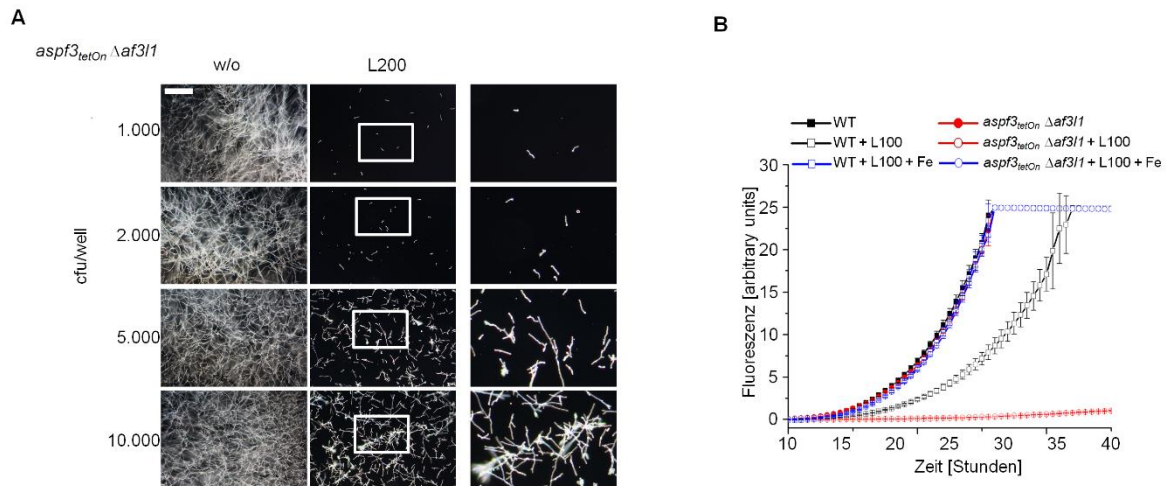 A
aspf3tetOn Δaf3l1
w/o
L200
1.000
2.000
5.000
10.000
cfu/well
B
WT
aspf3tetOn Δaf3l1
WT + L100
aspf3tetOn Δaf3l1 + L100
WT + L100 + Fe
aspf3tetOn Δaf3l1 + L100 + Fe
Fluoreszenz [arbitrary units]
30
25
20
15
10
5
0
10
15
20
25
30
35
40
Zeit [Stunden]